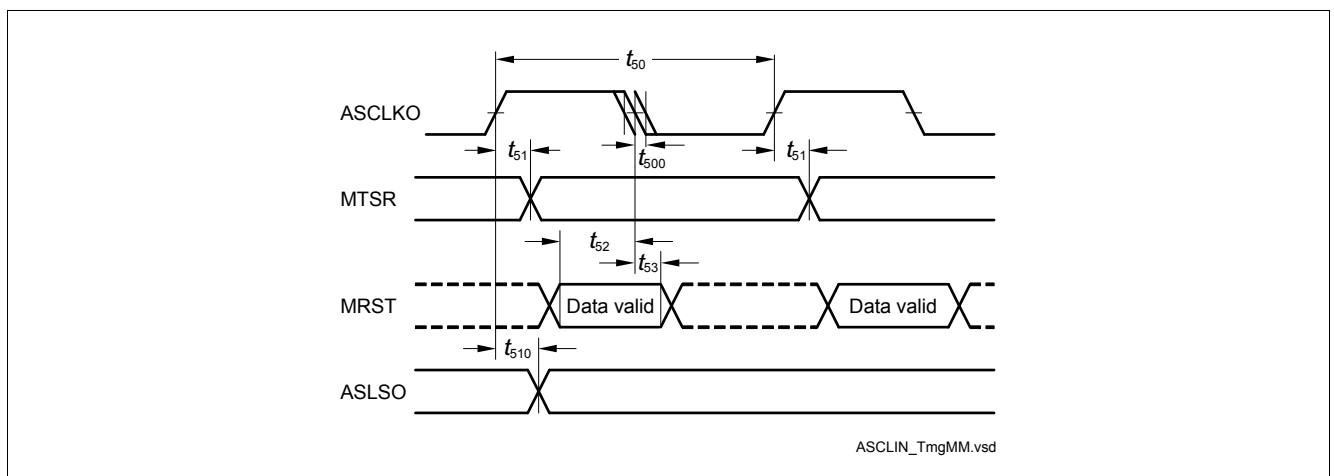 t50
ASCLKO
t51
t500
t51
MTSR
t52
t53
MRST
Data valid
Data valid
t510
ASLSO
ASCLIN_TmgMM.vsd